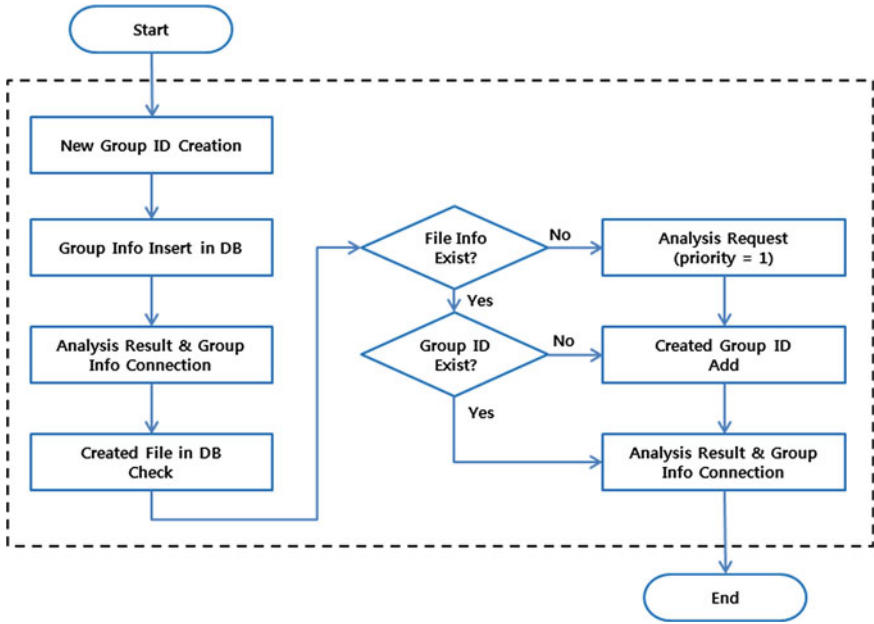 Start
New Group ID Creation
Group Info Insert in DB
Analysis Result & Group
Info Connection
Created File in DB
Check
File Info
Exist?
No
Yes
Group ID
Exist?
No
Yes
Analysis Request
(priority = 1)
Created Group ID
Add
Analysis Result & Group
Info Connection
End